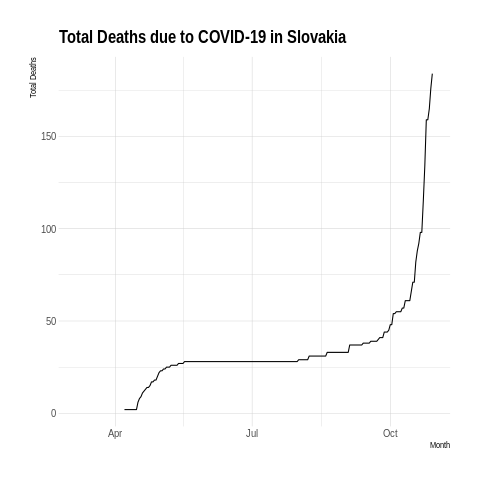 Total Deaths due to COVID-19 in Slovakia
Total Deaths
150
100
50
0
Apr Jul Oct
Month